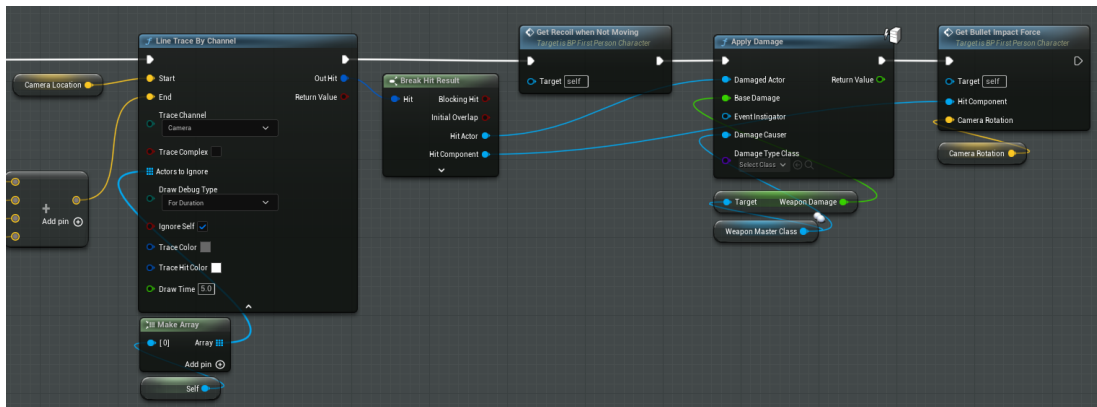 Camera Location
Add pin
Line Trace By Channel
Start
Out Hit
End
Return Value
Trace Channel
Camera
Trace Complex
Actors to Ignore
Draw Debug Type
For Duration
Ignore Self
Trace Color
Trace Hit Color
Draw Time 5.0
Make Array
[0] Array
Add pin
Self
Break Hit Result
Hit
Blocking Hit
Initial Overlap
Hit Actor
Hit Component
Get Recoil when Not Moving
Target is BP First Person Character
Target self
Apply Damage
Damaged Actor
Return Value
Base Damage
Event Instigator
Damage Causer
Damage Type Class
Select Class
Target Weapon Damage
Weapon Master Class
Get Bullet Impact Force
Target is BP First Person Character
Target self
Hit Component
Camera Rotation
Camera Rotation